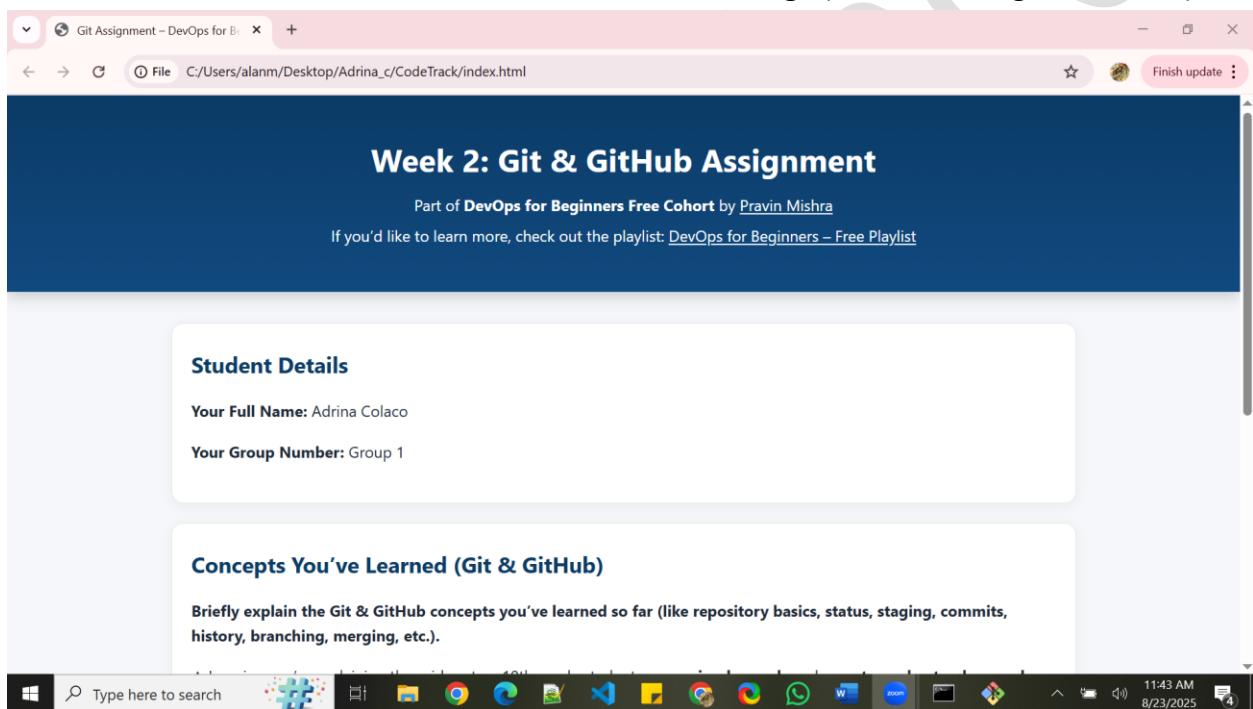 Git Assignment – DevOps for Be
File C:/Users/alanm/Desktop/Adrina_c/CodeTrack/index.html
Finish update
Week 2: Git & GitHub Assignment
Part of DevOps for Beginners Free Cohort by Pravin Mishra
If you’d like to learn more, check out the playlist: DevOps for Beginners – Free Playlist
Student Details
Your Full Name: Adrina Colaco
Your Group Number: Group 1
Concepts You’ve Learned (Git & GitHub)
Briefly explain the Git & GitHub concepts you’ve learned so far (like repository basics, status, staging, commits,
history, branching, merging, etc.).
Type here to search
zoom
11:43 AM
8/23/2025
4